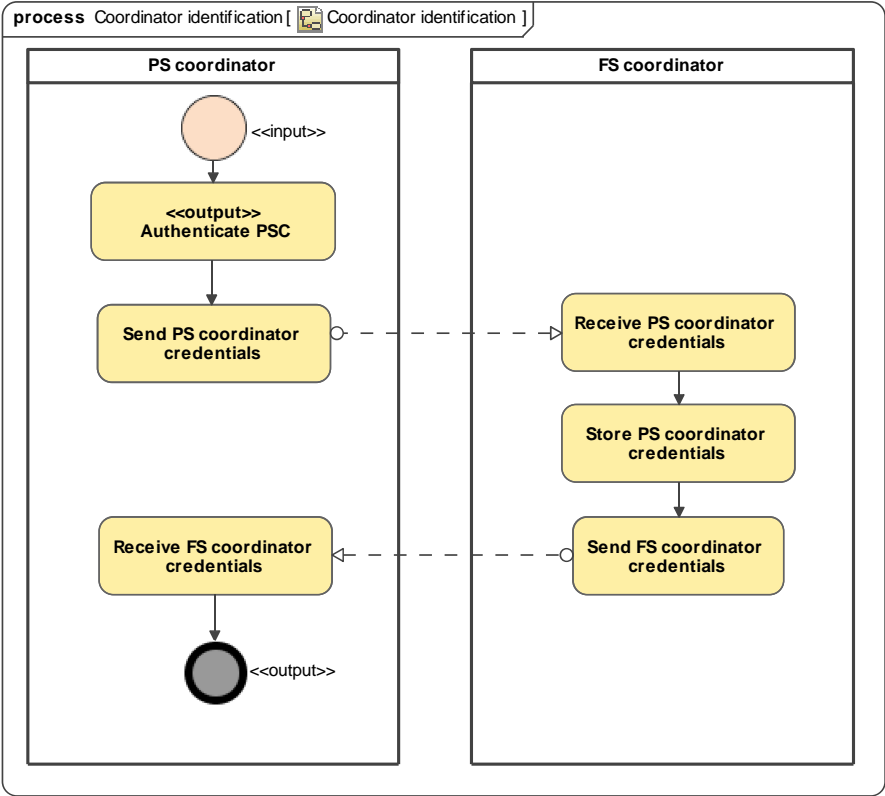 process Coordinator identification [ Coordinator identification ]
PS coordinator
FS coordinator
<<input>>
<<output>>
Authenticate PSC
Send PS coordinator
credentials
Receive PS coordinator
credentials
Store PS coordinator
credentials
Receive FS coordinator
credentials
Send FS coordinator
credentials
<<output>>